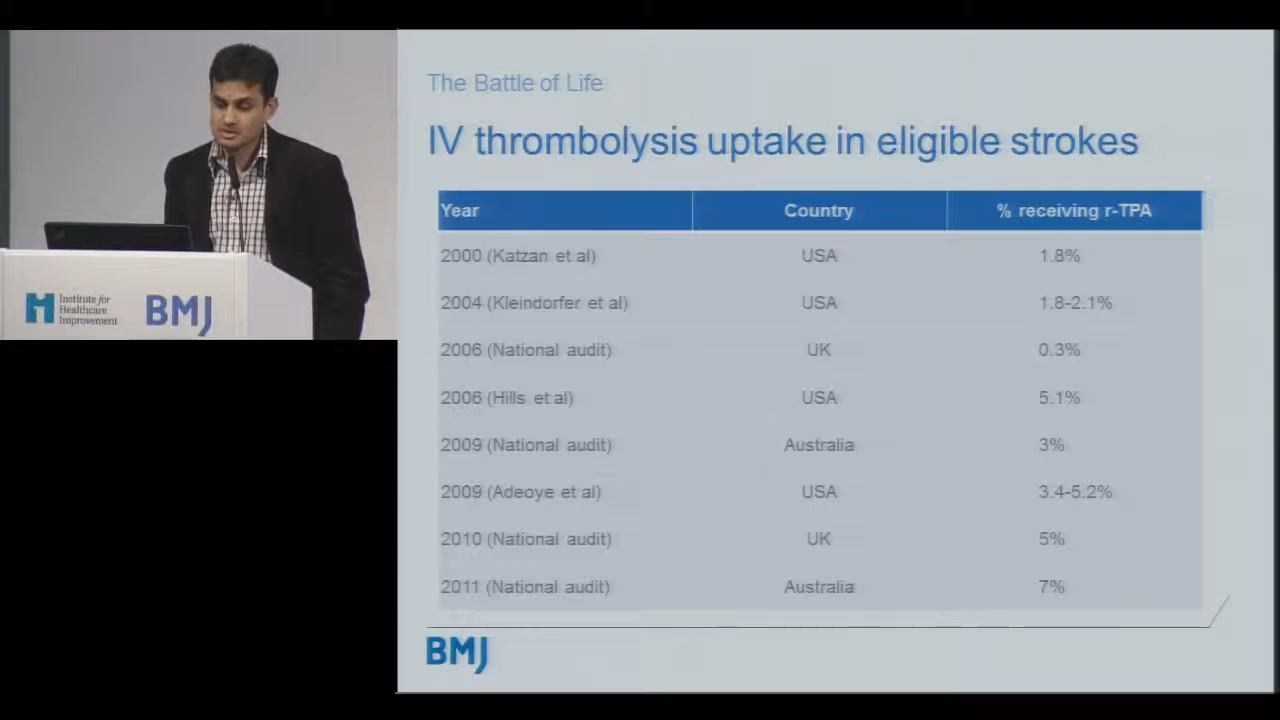 The Battle of Life
IV thrombolysis uptake in eligible strokes
Year Country % receiving r-TPA
2000 (Katzan et al) USA 1.8%
2004 (Kleindorfer et al) USA 1.8-2.1%
2006 (National audit) UK 0.3%
2006 (Hills et al) USA 5.1%
2009 (National audit) Australia 3%
2009 (Adeoye et al) USA 3.4-5.2%
2010 (National audit) UK 5%
2011 (National audit) Australia 7%
BMJ
Institute for
Healthcare
Improvement
BMJ